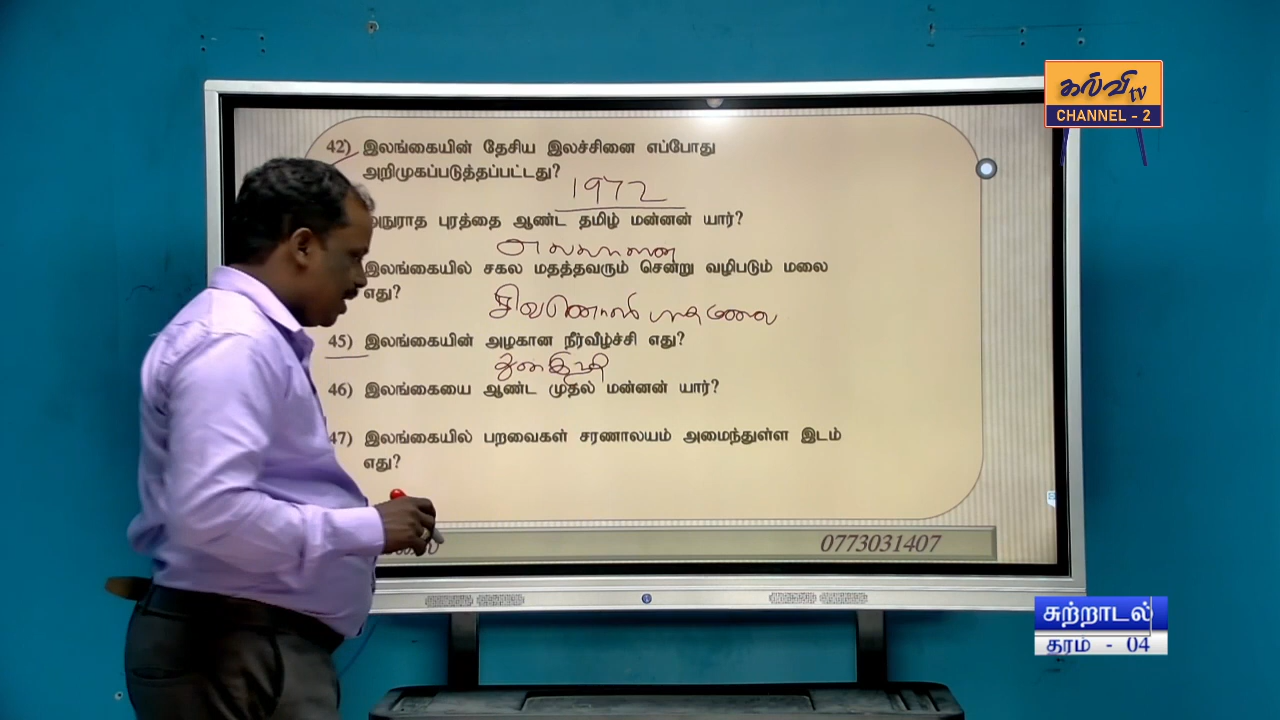 கல்வி tv
CHANNEL - 2
42) இலங்கையின் தேசிய இலச்சினை எப்போது
அறிமுகப்படுத்தப்பட்டது?
1972
அநுராத புரத்தை ஆண்ட தமிழ் மன்னன் யார்?
இலங்கையில் சகல மதத்தவரும் சென்று வழிபடும் மலை
எது?
சிவனொளிபாதமலை
45) இலங்கையின் அழகான நீர்வீழ்ச்சி எது?
46) இலங்கையை ஆண்ட முதல் மன்னன் யார்?
47) இலங்கையில் பறவைகள் சரணாலயம் அமைந்துள்ள இடம்
எது?
0773031407
சுற்றாடல்
தரம் - 04